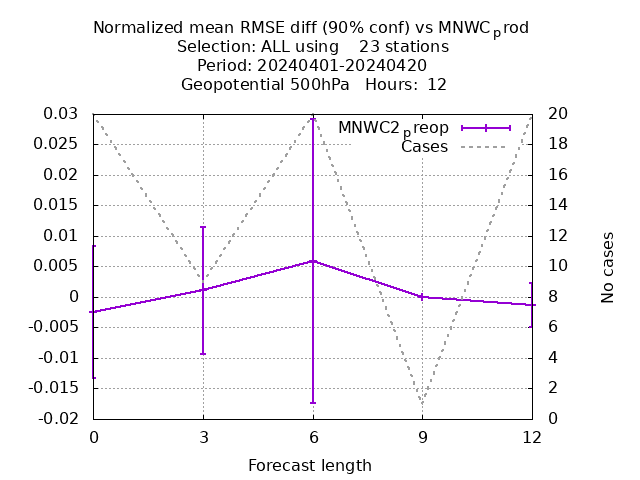 Normalized mean RMSE diff (90% conf) vs MNWCprod
Selection: ALL using    23 stations
Period: 20240401-20240420
Geopotential 500hPa   Hours:  12
MNWC2preop
Cases
0.03
0.025
0.02
0.015
0.01
0.005
0
-0.005
-0.01
-0.015
-0.02
20
18
16
14
12
10
8
6
4
2
0
No cases
0 3 6 9 12
Forecast length